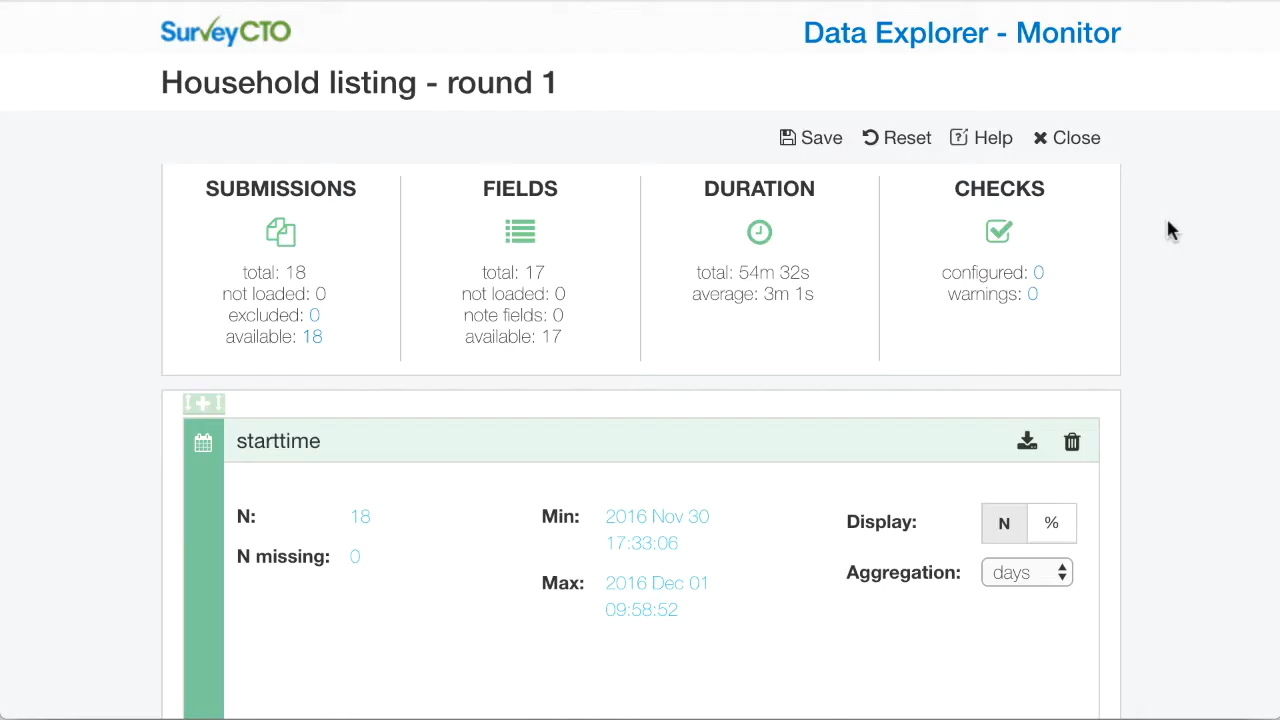 SurveyCTO
Data Explorer - Monitor
Household listing - round 1
Save Reset Help Close
SUBMISSIONS
total: 18
not loaded: 0
excluded: 0
available: 18
FIELDS
total: 17
not loaded: 0
note fields: 0
available: 17
DURATION
total: 54m 32s
average: 3m 1s
CHECKS
configured: 0
warnings: 0
starttime
N: 18
N missing: 0
Min: 2016 Nov 30
17:33:06
Max: 2016 Dec 01
09:58:52
Display: N %
Aggregation: days